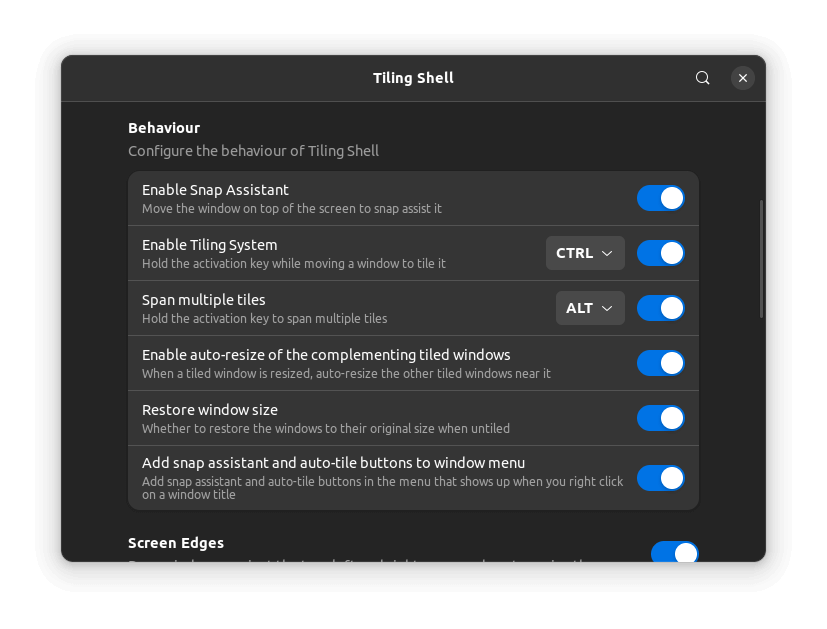 Tiling Shell
Behaviour
Configure the behaviour of Tiling Shell
Enable Snap Assistant
Move the window on top of the screen to snap assist it
Enable Tiling System
Hold the activation key while moving a window to tile it
CTRL
Span multiple tiles
Hold the activation key to span multiple tiles
ALT
Enable auto-resize of the complementing tiled windows
When a tiled window is resized, auto-resize the other tiled windows near it
Restore window size
Whether to restore the windows to their original size when untiled
Add snap assistant and auto-tile buttons to window menu
Add snap assistant and auto-tile buttons in the menu that shows up when you right click
on a window title
Screen Edges